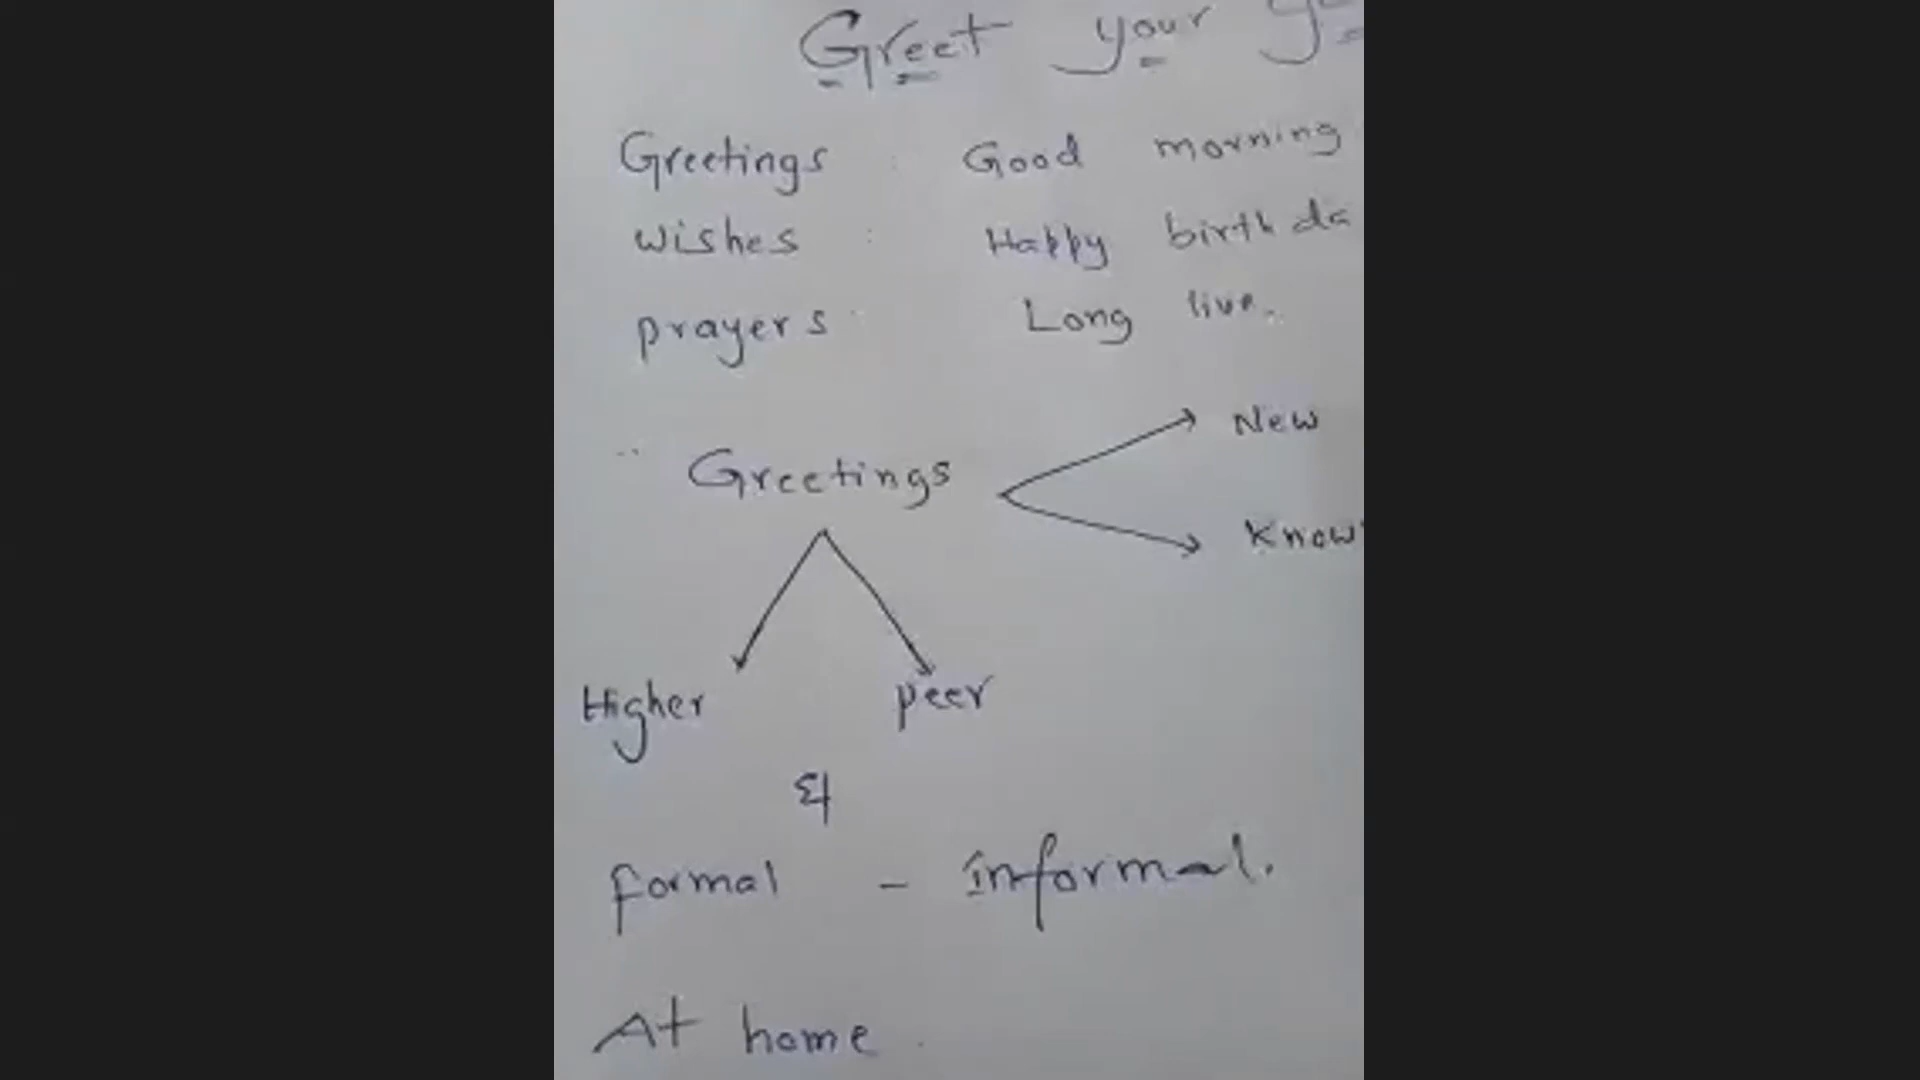 Greet your
Greetings : Good morning
wishes : Happy birthda
prayers Long live.
Greetings
New
Know
Higher peer
&
formal - informal.
At home